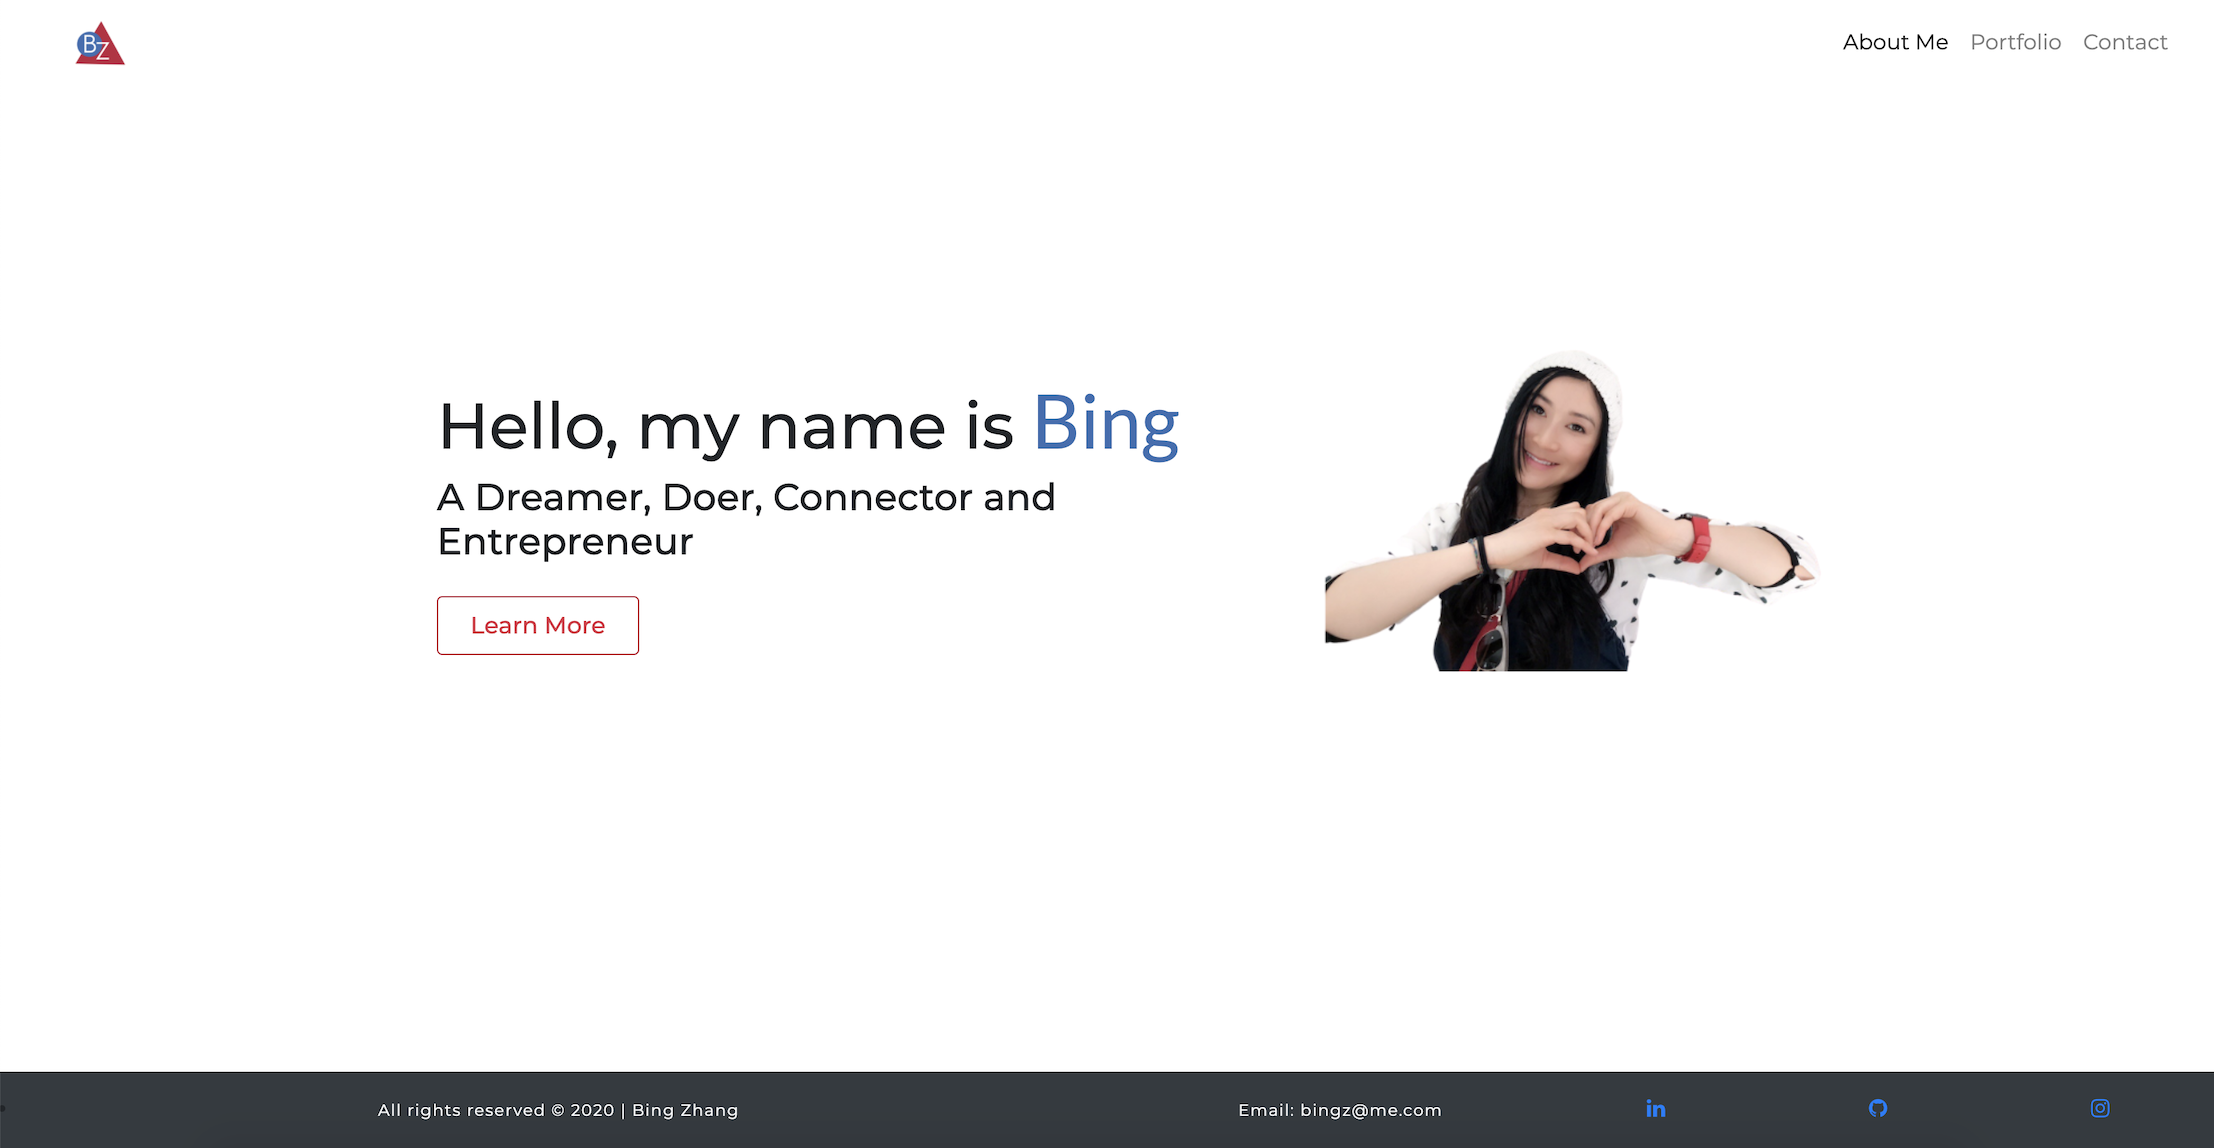 BZ
About Me Portfolio Contact
Hello, my name is Bing
A Dreamer, Doer, Connector and
Entrepreneur
Learn More
All rights reserved © 2020 | Bing Zhang
Email: bingz@me.com
in